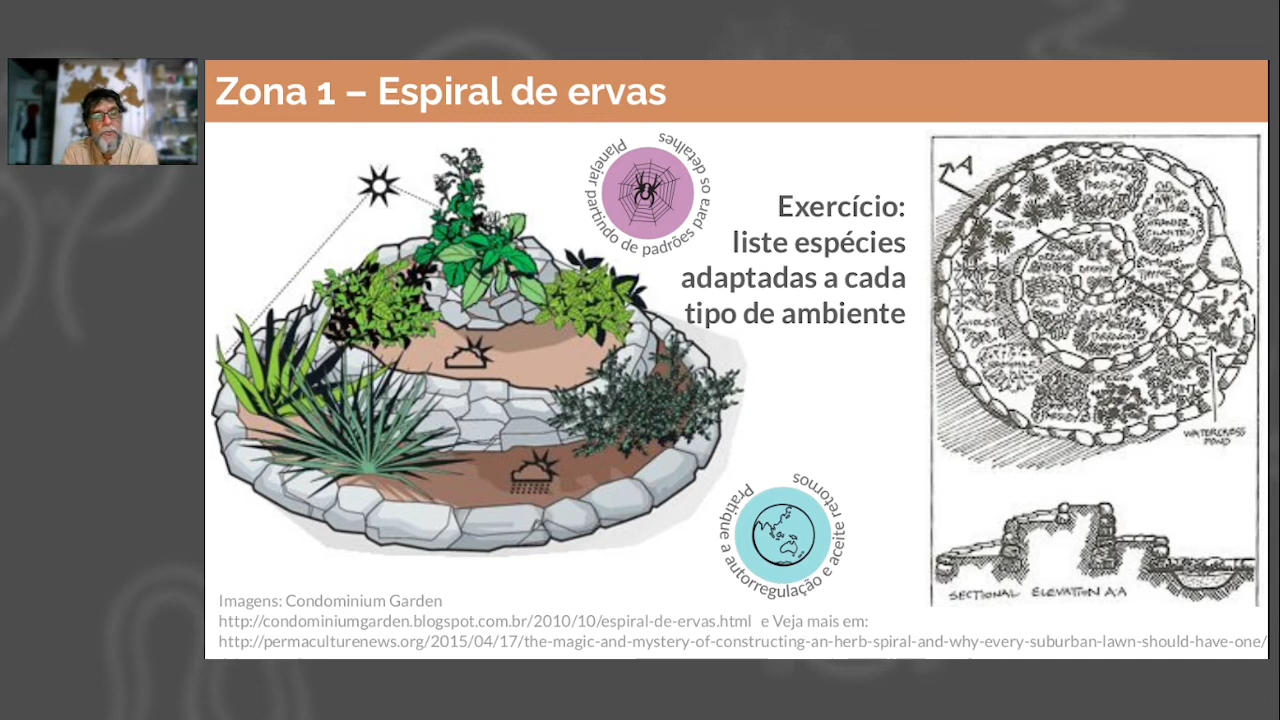 Zona 1 – Espiral de ervas
Planejar partindo de padrões para os detalhes
Exercício:
liste espécies
adaptadas a cada
tipo de ambiente
Pratique a autorregulação e aceite retornos
A
VIOLET
MINT
WATERCRESS
POND
SECTIONAL ELEVATION A:A
Imagens: Condominium Garden
http://condominiumgarden.blogspot.com.br/2010/10/espiral-de-ervas.html e Veja mais em:
http://permaculturenews.org/2015/04/17/the-magic-and-mystery-of-constructing-an-herb-spiral-and-why-every-suburban-lawn-should-have-one/